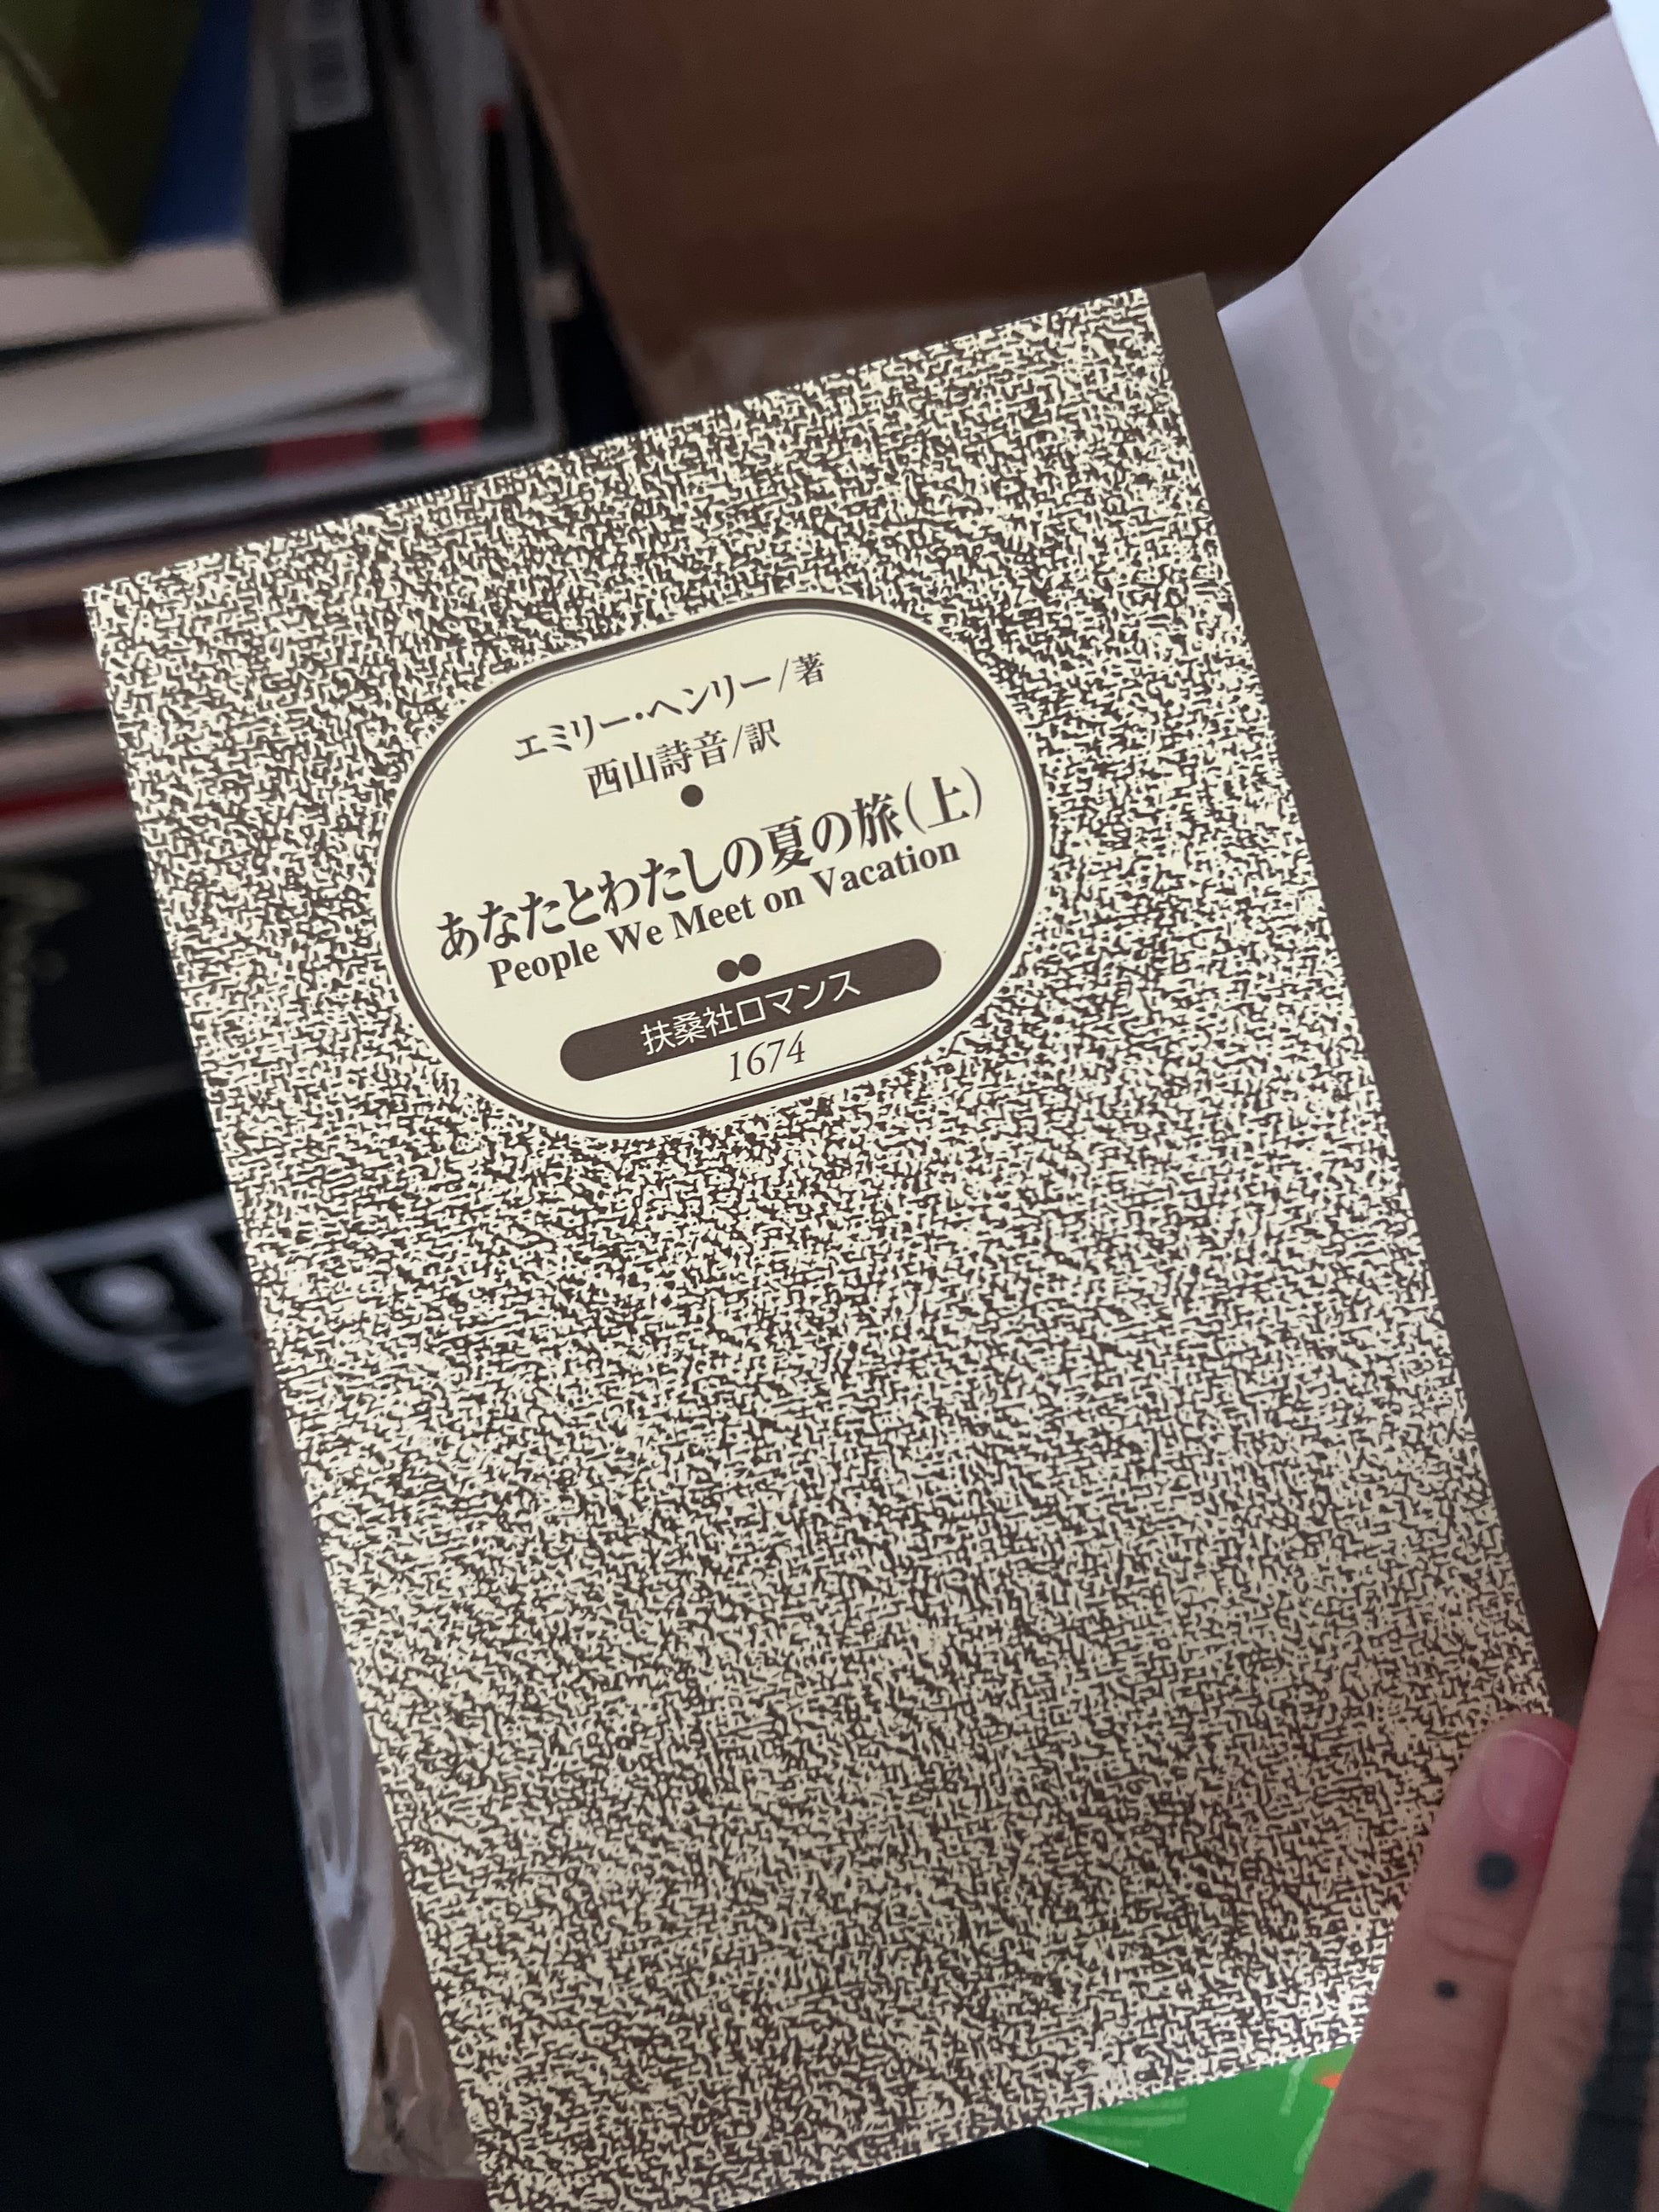 エミリー・ヘンリー/著
西山詩音/訳
あなたとわたしの夏の旅(上)
People We Meet on Vacation
扶桑社ロマンス
1674